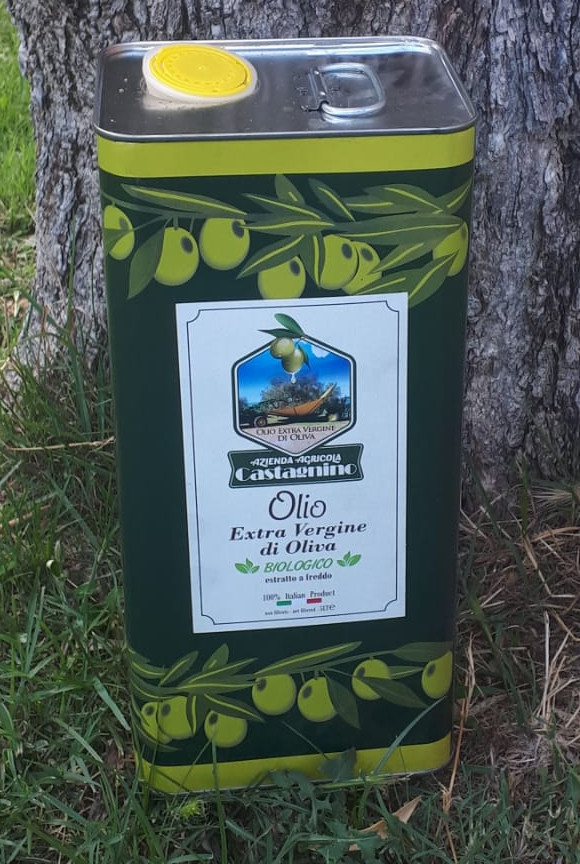 OLIO EXTRA VERGINE
DI OLIVA
AZIENDA AGRICOLA
Castagnino
Olio
Extra Vergine
di Oliva
BIOLOGICO
estratto a freddo
100% Italian Product
5LT e